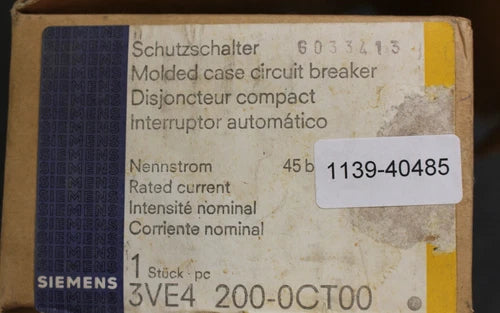 Schutzschalter 6033413
Molded case circuit breaker
Disjoncteur compact
Interruptor automático
Nennstrom 45 b
1139-40485
Rated current
Intensité nominal
Corriente nominal
1 Stück · pc
SIEMENS
3VE4 200-0CT00